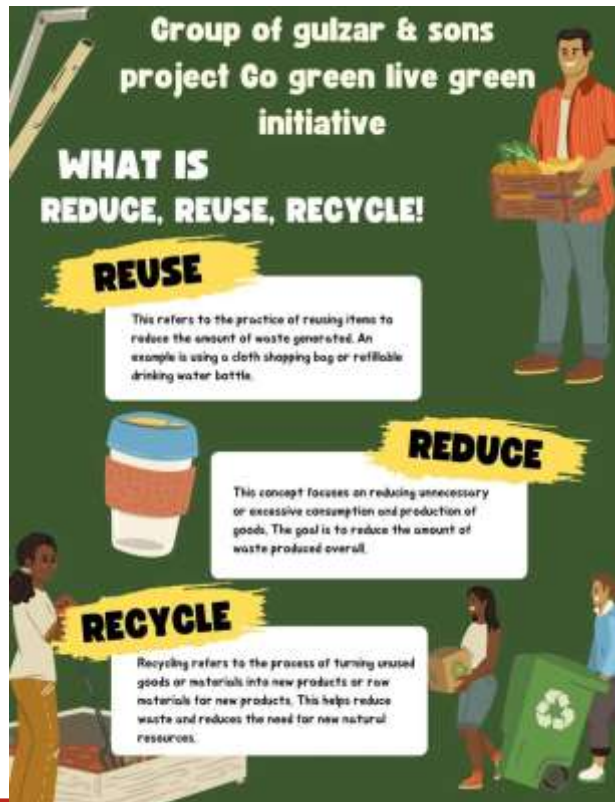 Group of gulzar & sons
project Go green live green
initiative
WHAT IS
REDUCE, REUSE, RECYCLE!
REUSE
This refers to the practice of reusing items to
reduce the amount of waste generated. An
example is using a cloth shopping bag or refillable
drinking water bottle.
REDUCE
This concept focuses on reducing unnecessary
or excessive consumption and production of
goods. The goal is to reduce the amount of
waste produced overall.
RECYCLE
Recycling refers to the process of turning unused
goods or materials into new products or raw
materials for new products. This helps reduce
waste and reduces the need for new natural
resources.